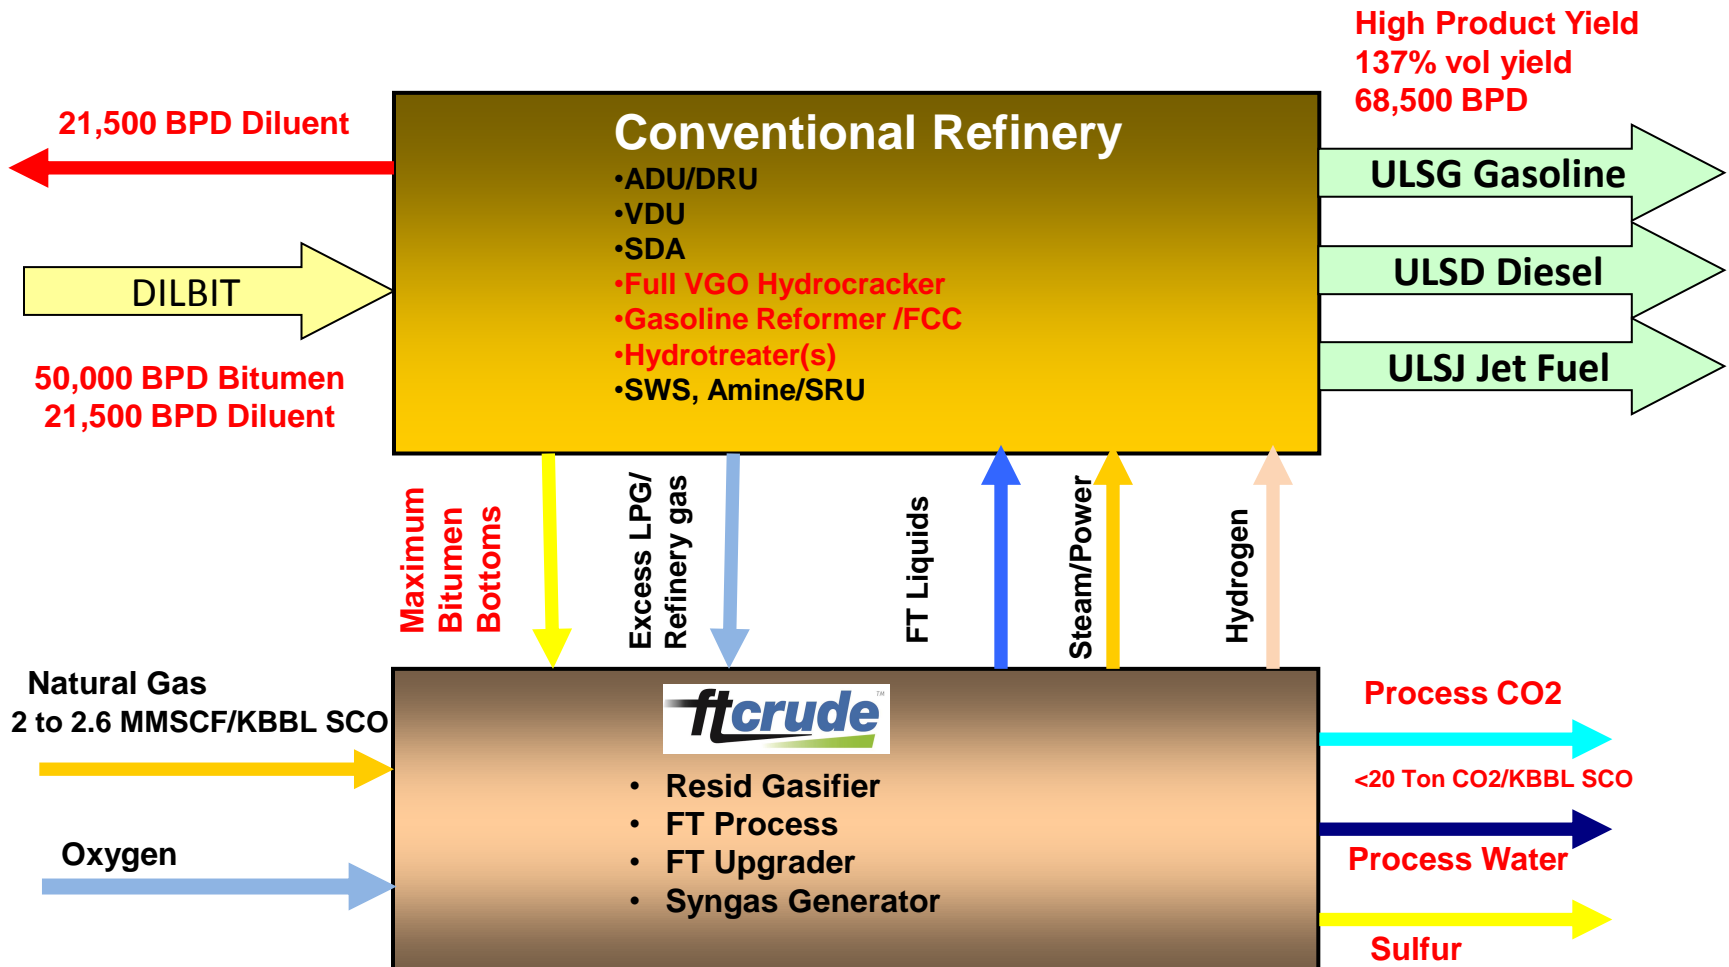 High Product Yield
137% vol yield
68,500 BPD
21,500 BPD Diluent
Conventional Refinery
•ADU/DRU
•VDU
•SDA
•Full VGO Hydrocracker
•Gasoline Reformer /FCC
•Hydrotreater(s)
•SWS, Amine/SRU
ULSG Gasoline
ULSD Diesel
ULSJ Jet Fuel
DILBIT
50,000 BPD Bitumen
21,500 BPD Diluent
Maximum
Bitumen
Bottoms
Excess LPG/
Refinery gas
FT Liquids
Steam/Power
Hydrogen
Natural Gas
2 to 2.6 MMSCF/KBBL SCO
Oxygen
ftcrude™
• Resid Gasifier
• FT Process
• FT Upgrader
• Syngas Generator
Process CO2
<20 Ton CO2/KBBL SCO
Process Water
Sulfur